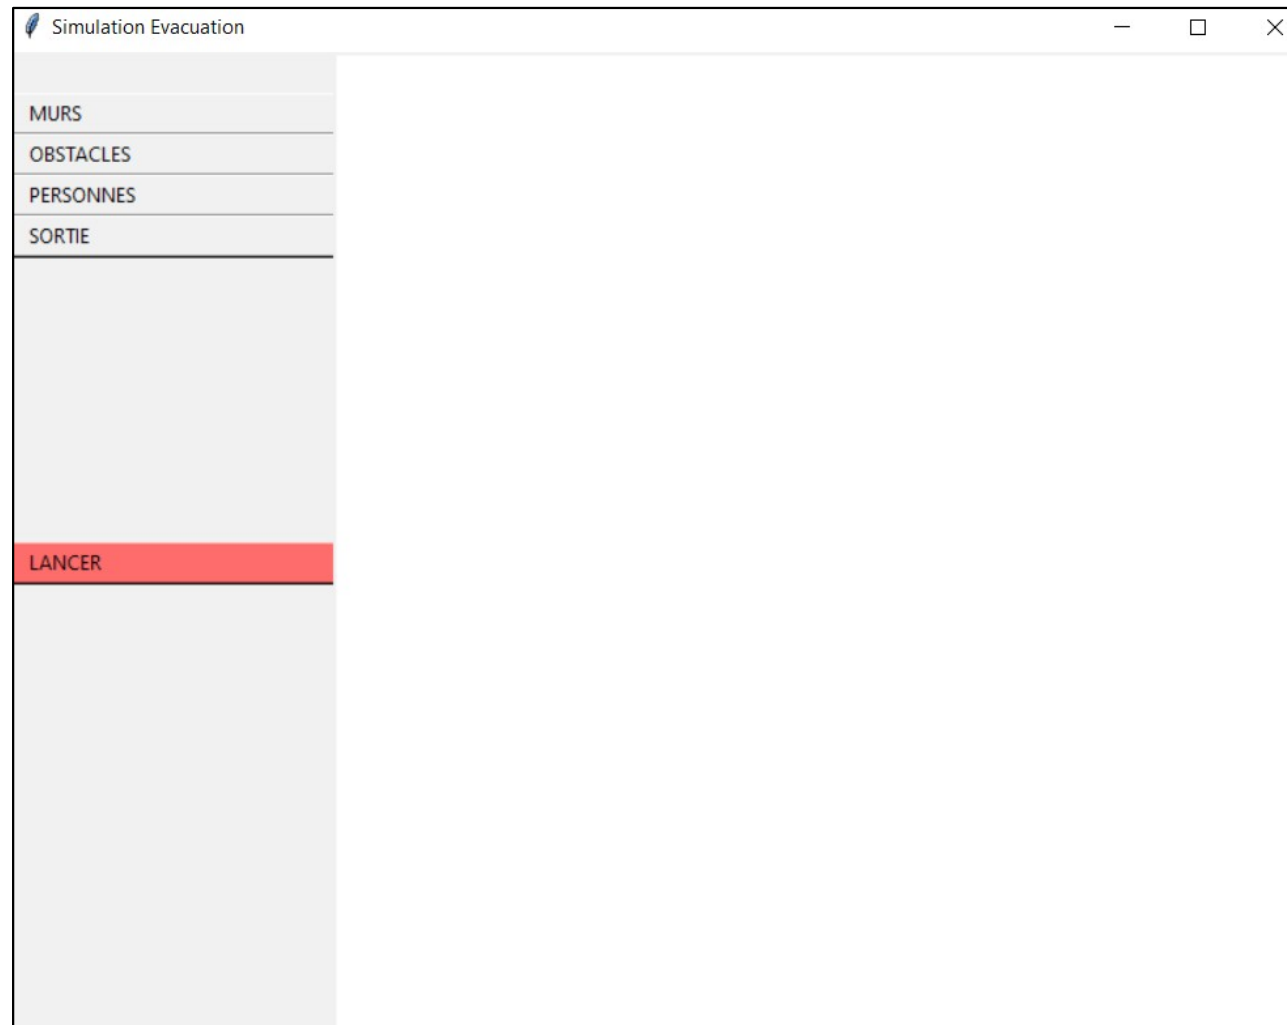 Simulation Evacuation
MURS
OBSTACLES
PERSONNES
SORTIE
LANCER